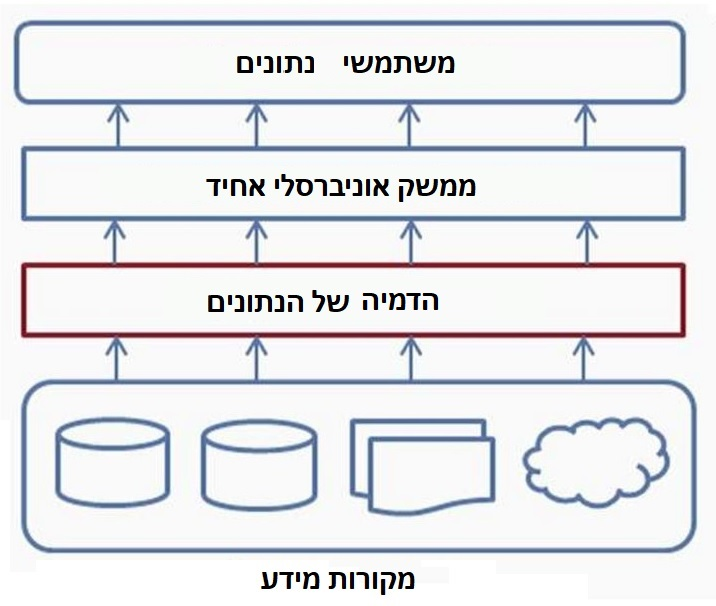 משתמשי נתונים
ממשק אוניברסלי אחיד
הדמיה של הנתונים
מקורות מידע